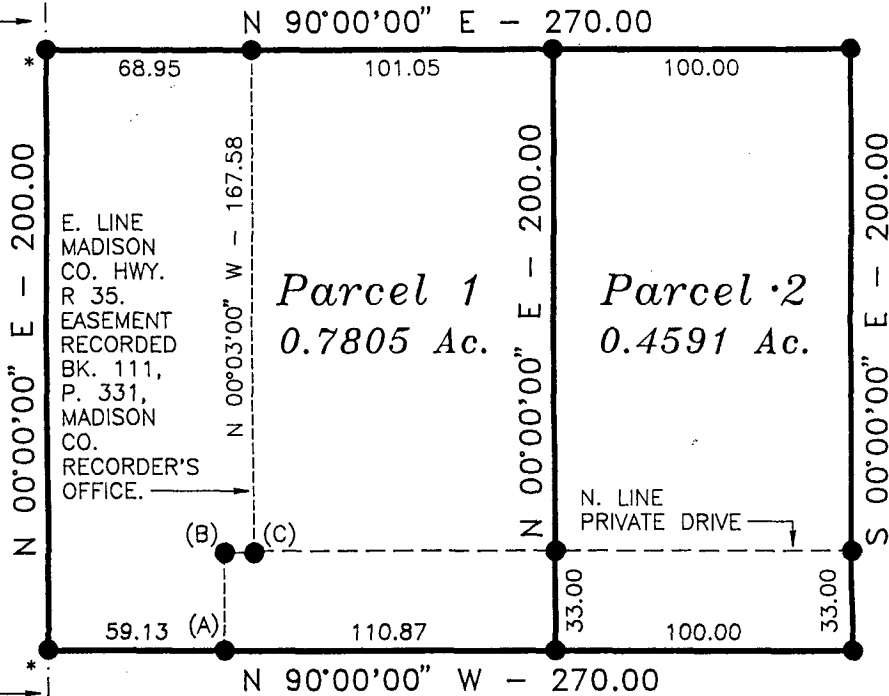 N 90°00'00" E - 270.00
*
68.95
101.05
100.00
N 00°00'00" E - 200.00
E. LINE
MADISON
CO. HWY.
R 35.
EASEMENT
RECORDED
BK. 111,
P. 331,
MADISON
CO.
RECORDER'S
OFFICE.
N 00°03'00" W - 167.58
Parcel 1
0.7805 Ac.
N 00°00'00" E - 200.00
Parcel ·2
0.4591 Ac.
S 00°00'00" E - 200.00
N. LINE
PRIVATE DRIVE
(B)
(C)
33.00
33.00
59.13
(A)
110.87
100.00
*
N 90°00'00" W - 270.00